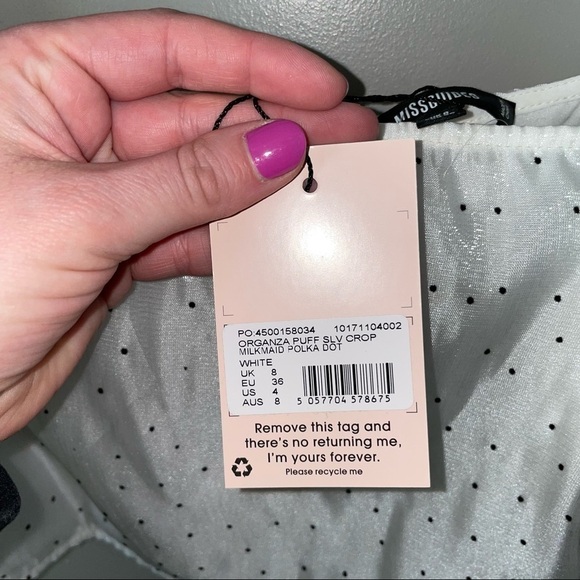 MISSGUIDED
PO:4500158034 10171104002
ORGANZA PUFF SLV CROP
MILKMAID POLKA DOT
WHITE
UK 8
EU 36
US 4
AUS 8 5 057704 578675
Remove this tag and
there's no returning me,
I'm yours forever.
Please recycle me